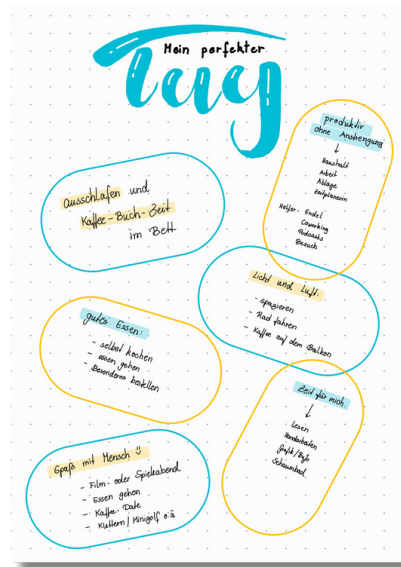 Mein perfekter
Tag
produktiv
ohne Anstrengung
↓
Haushalt
Arbeit
Ablage
Zeitplanerin
Helfer: Endel
Coworking
Podcasts
Besuch
ausschlafen und
Kaffee-Buch-Zeit
im Bett
Licht und Luft:
- spazieren
- Rad fahren
- Kaffee auf dem Balkon
gutes Essen:
- selbst kochen
- essen gehen
- Besonderes bestellen
Zeit für mich
↓
Lesen
Handarbeiten
Grafik/Bujo
Schaumbad
Spaß mit Mensch
- Film- oder Spieleabend
- Essen gehen
- Kaffee-Date
- Klettern/Minigolf o.ä